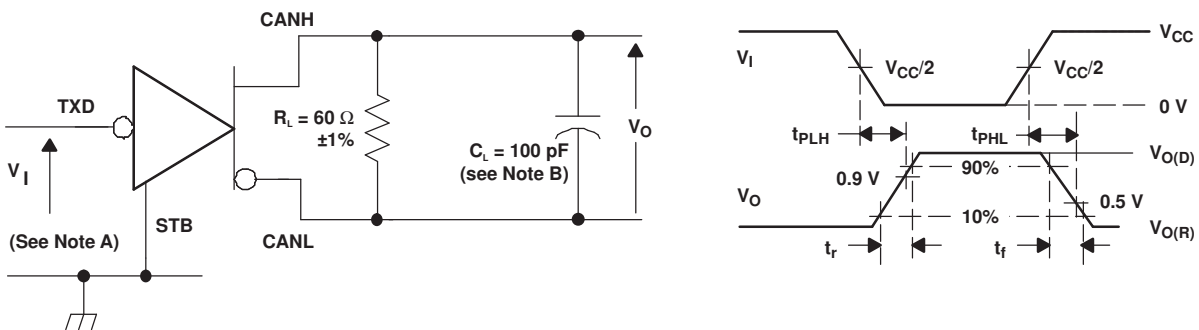 CANH
TXD
V_I
(See Note A)
STB
R_L = 60 Ω
±1%
C_L = 100 pF
(see Note B)
V_O
CANL
V_I
V_CC/2
V_CC/2
V_CC
0 V
t_PLH
t_PHL
V_O
0.9 V
90%
10%
0.5 V
V_O(D)
V_O(R)
t_r
t_f